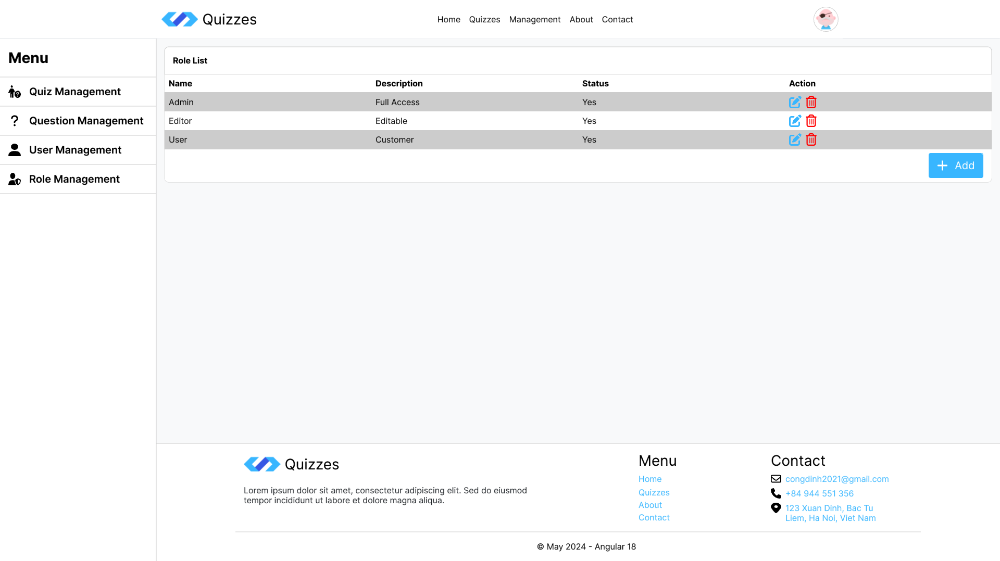 Quizzes
Home Quizzes Management About Contact
Menu
Quiz Management
Question Management
User Management
Role Management
Role List
Name Description Status Action
Admin Full Access Yes
Editor Editable Yes
User Customer Yes
Add
Quizzes
Lorem ipsum dolor sit amet, consectetur adipiscing elit. Sed do eiusmod
tempor incididunt ut labore et dolore magna aliqua.
Menu
Home
Quizzes
About
Contact
Contact
congdinh2021@gmail.com
+84 944 551 356
123 Xuan Dinh, Bac Tu
Liem, Ha Noi, Viet Nam
© May 2024 - Angular 18